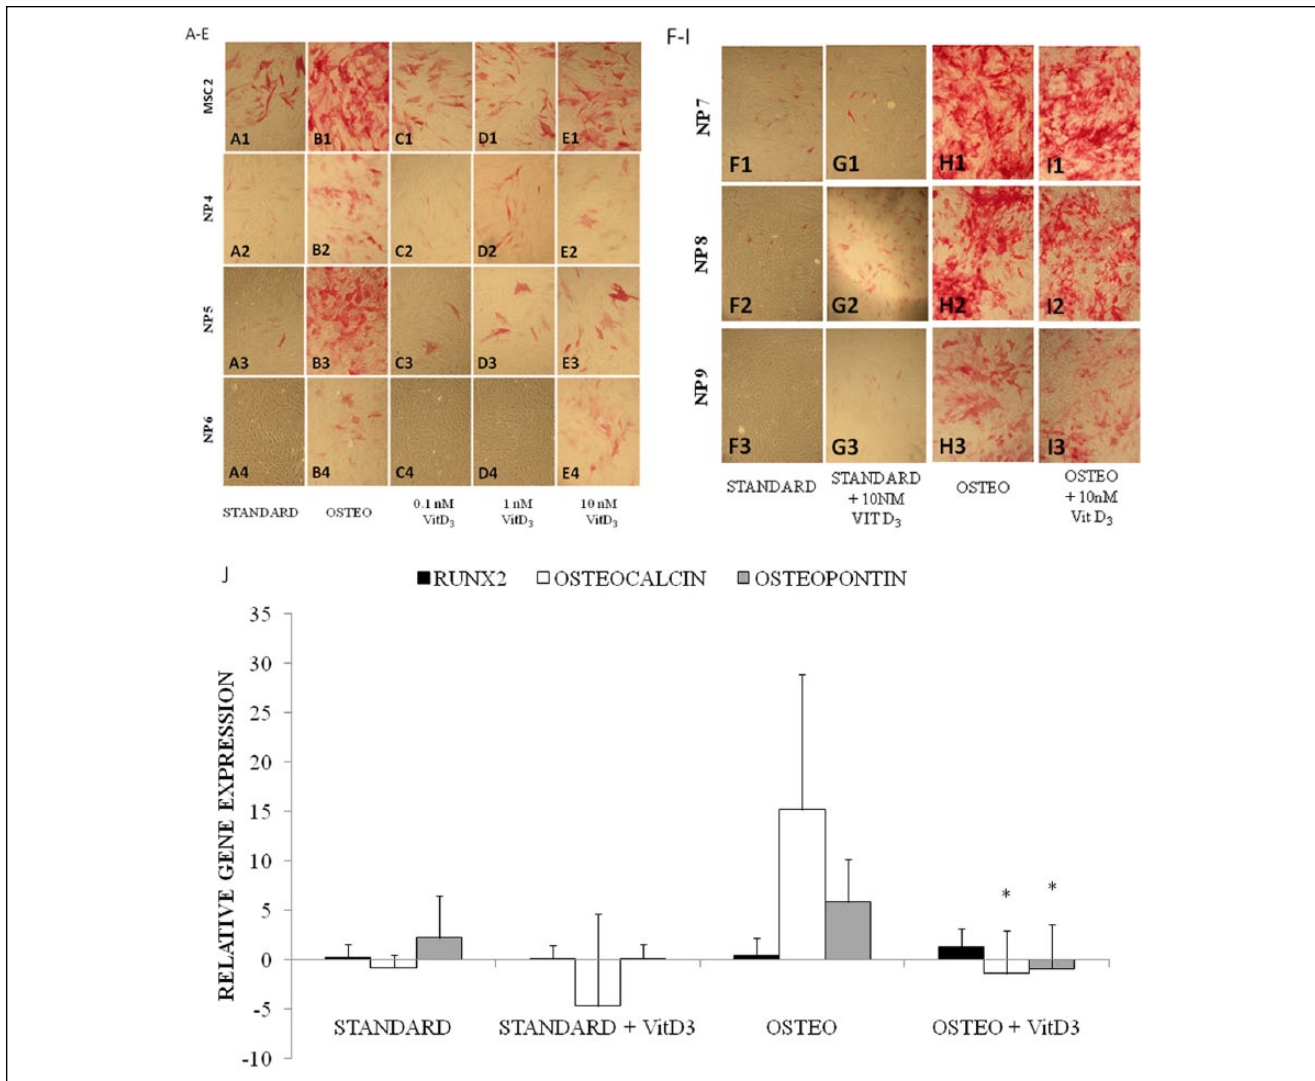 A-E
MSC2
A1 B1 C1 D1 E1
NP4
A2 B2 C2 D2 E2
NP5
A3 B3 C3 D3 E3
NP6
A4 B4 C4 D4 E4
STANDARD OSTEO 0.1 nM VitD3 1 nM VitD3 10 nM VitD3
F-I
NP7
F1 G1 H1 I1
NP8
F2 G2 H2 I2
NP9
F3 G3 H3 I3
STANDARD STANDARD + 10NM VIT D3 OSTEO OSTEO + 10nM Vit D3
J
RUNX2 OSTEOCALCIN OSTEOPONTIN
RELATIVE GENE EXPRESSION
35
30
25
20
15
10
5
0
-5
-10
* *
STANDARD STANDARD + VitD3 OSTEO OSTEO + VitD3